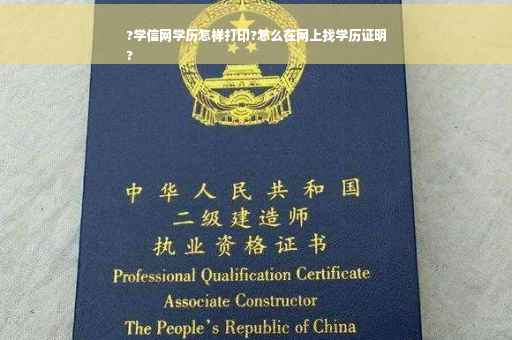 ?学信网学历怎样打印?怎么在网上找学历证明
?
中华人民共和国
二级建造师
执业资格证书
Professional Qualification Certificate
Associate Constructor
The People's Republic of China